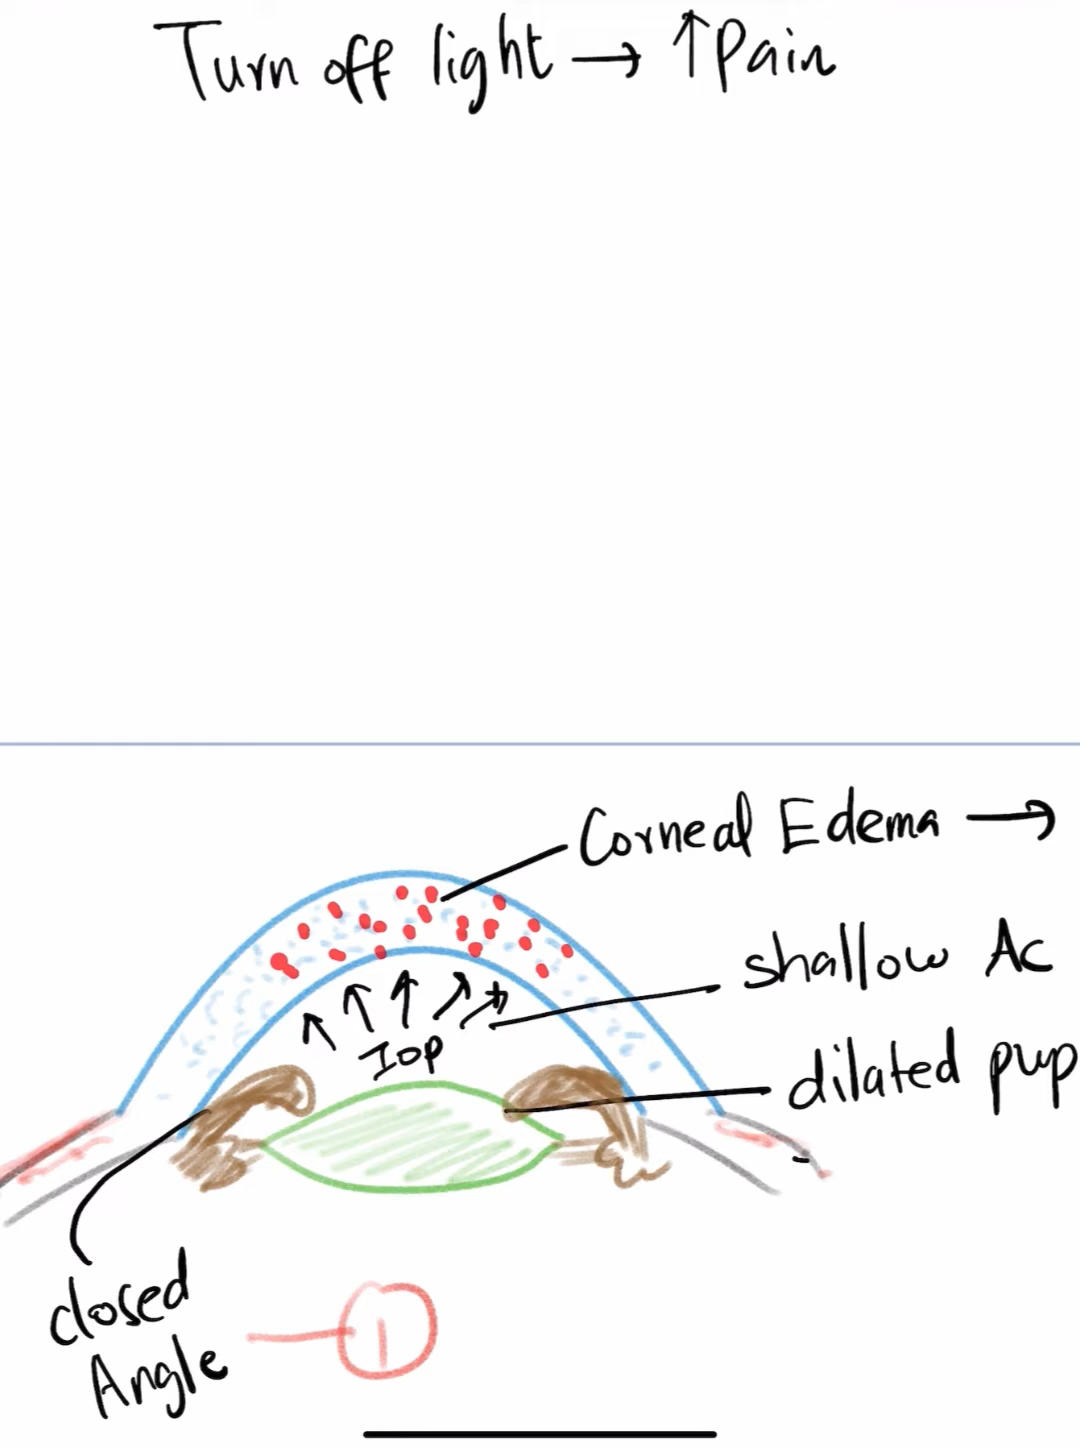 Turn off light → ↑Pain
Corneal Edema →
shallow Ac
dilated pup
IOP
closed
Angle
1